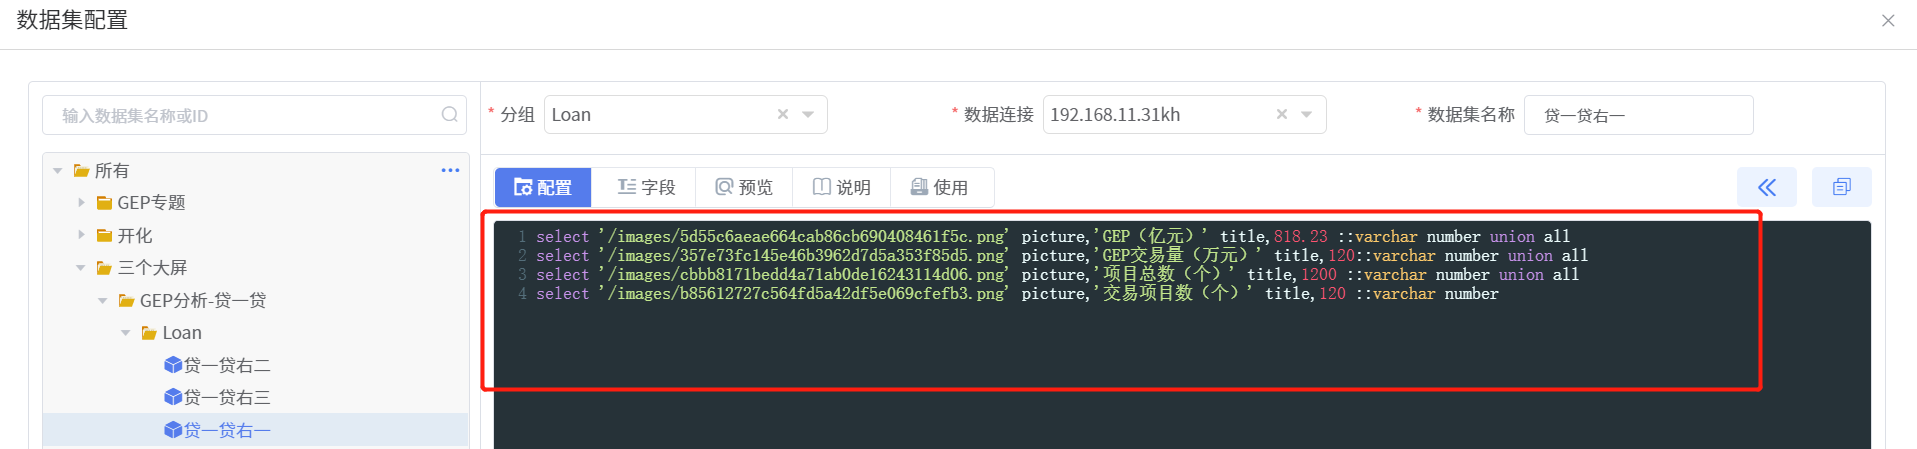 数据集配置
输入数据集名称或ID
* 分组 Loan
* 数据连接 192.168.11.31kh
* 数据集名称 贷一贷右一
所有
GEP专题
开化
三个大屏
GEP分析-贷一贷
Loan
贷一贷右二
贷一贷右三
贷一贷右一
配置 字段 预览 说明 使用
1 select '/images/5d55c6aeae664cab86cb690408461f5c.png' picture,'GEP（亿元）' title,818.23 ::varchar number union all
2 select '/images/357e73fc145e46b3962d7d5a353f85d5.png' picture,'GEP交易量（万元）' title,120::varchar number union all
3 select '/images/cbbb8171bedd4a71ab0de16243114d06.png' picture,'项目总数（个）' title,1200 ::varchar number union all
4 select '/images/b85612727c564fd5a42df5e069cfefb3.png' picture,'交易项目数（个）' title,120 ::varchar number